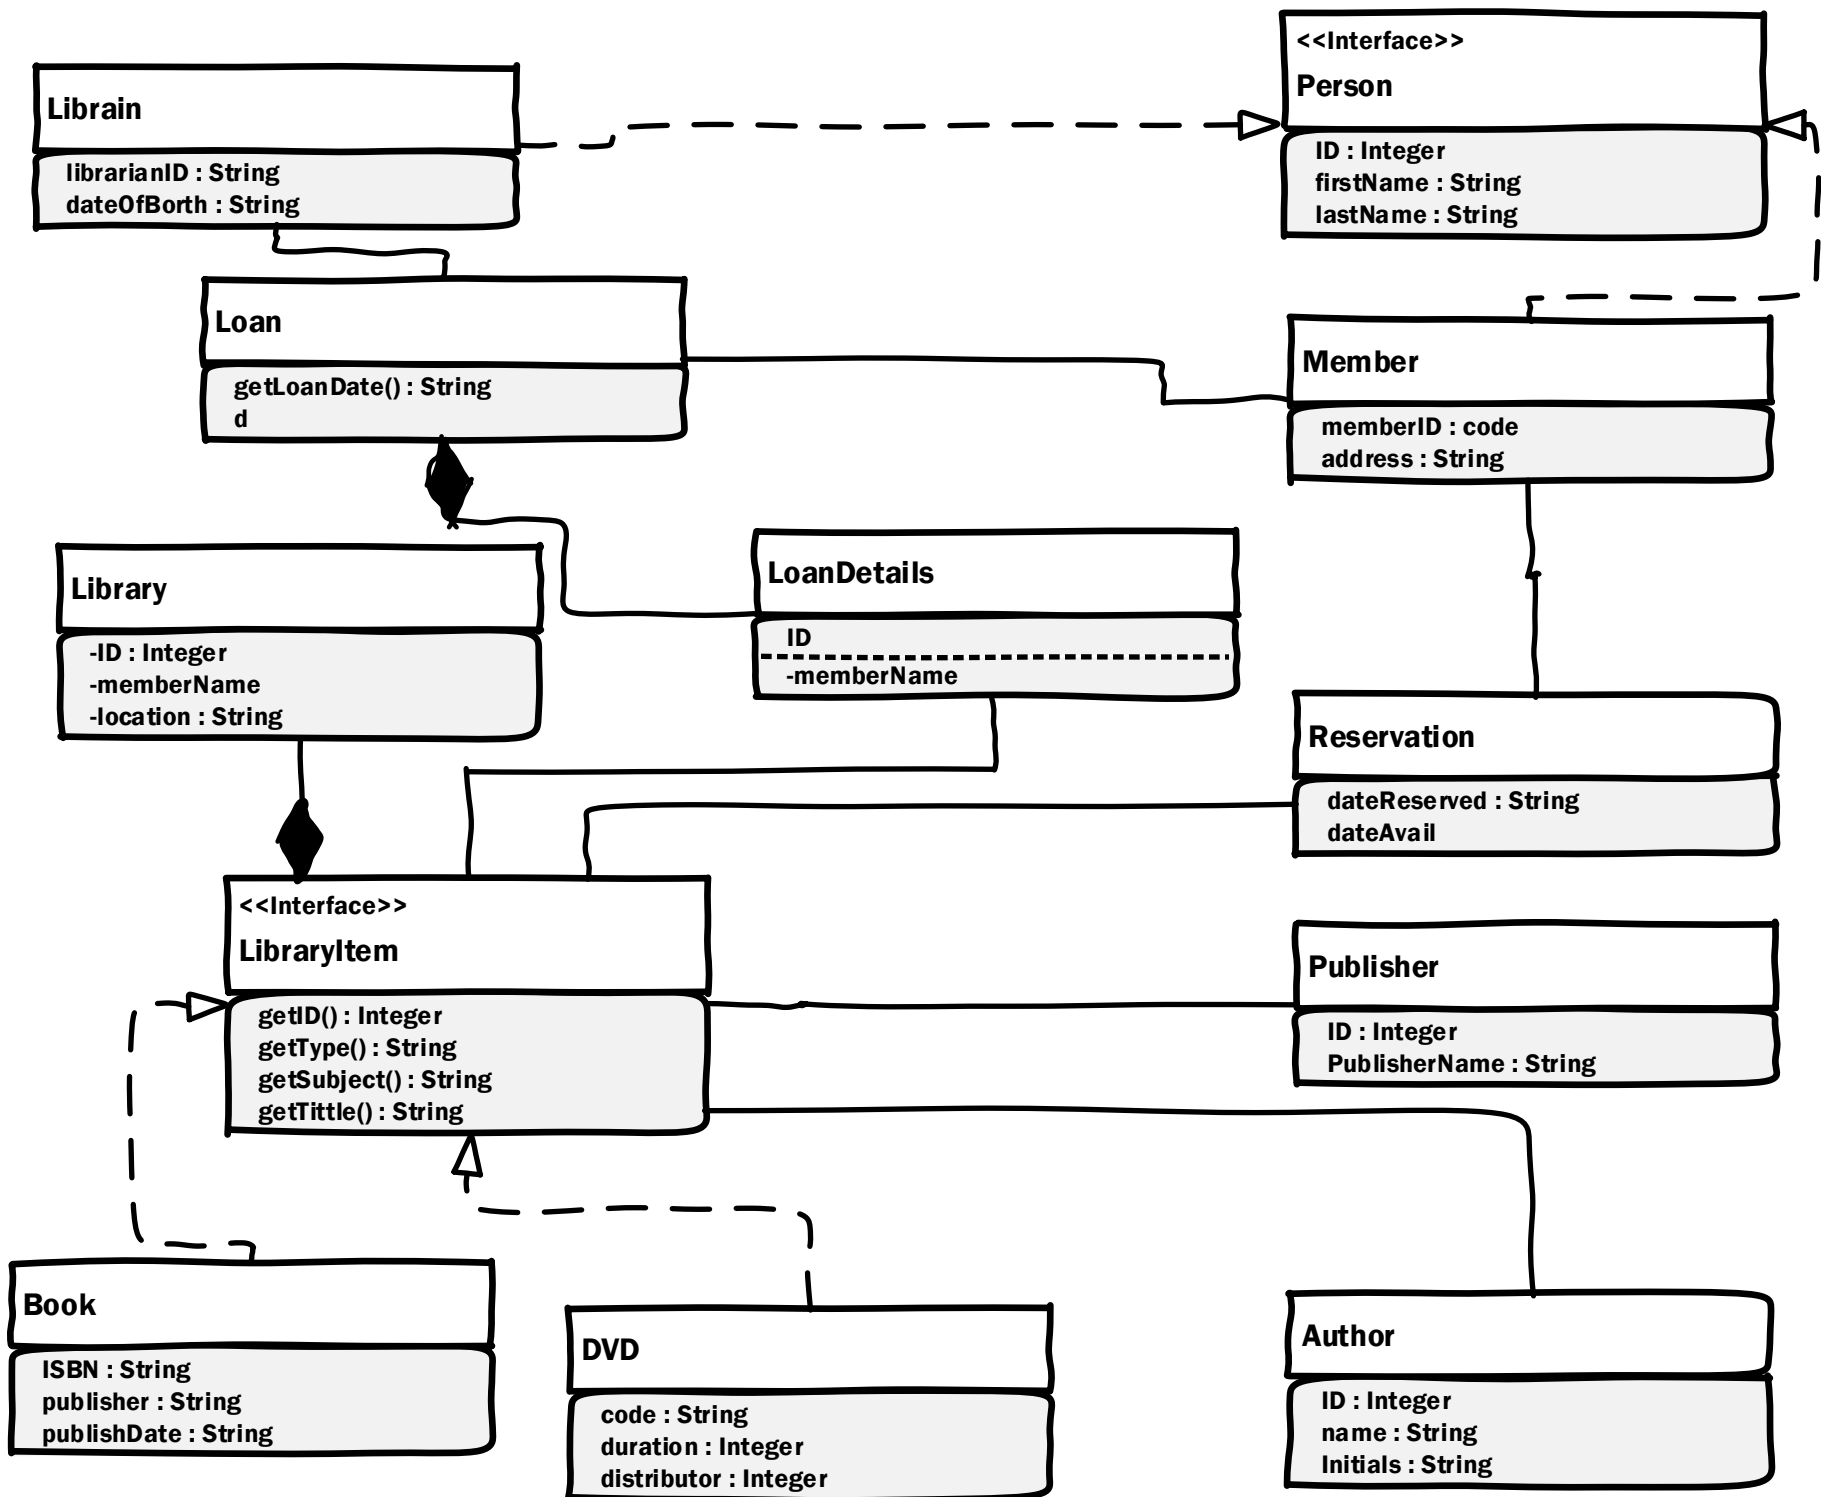 <<Interface>>
Person
ID : Integer
firstName : String
lastName : String
Librain
librarianID : String
dateOfBorth : String
Loan
getLoanDate() : String
d
Member
memberID : code
address : String
Library
-ID : Integer
-memberName
-location : String
LoanDetails
ID
-memberName
Reservation
dateReserved : String
dateAvail
<<Interface>>
LibraryItem
getID() : Integer
getType() : String
getSubject() : String
getTittle() : String
Publisher
ID : Integer
PublisherName : String
Book
ISBN : String
publisher : String
publishDate : String
DVD
code : String
duration : Integer
distributor : Integer
Author
ID : Integer
name : String
Initials : String